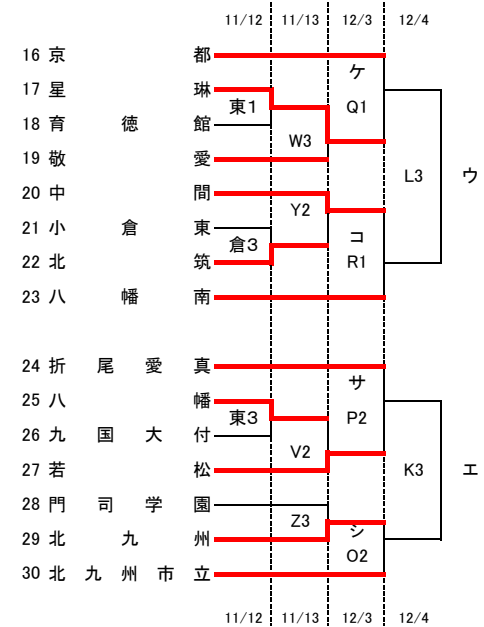 11/12 11/13 12/3 12/4
16 京都
ケ
17 星琳
東1 Q1
18 育徳館
W3
19 敬愛
L3 ウ
20 中間
Y2
21 小倉東
倉3 コ
22 北筑
R1
23 八幡南
24 折尾愛真
サ
25 八幡
東3 P2
26 九国大付
V2
27 若松
K3 エ
28 門司学園
Z3
シ
29 北九州
O2
30 北九州市立
11/12 11/13 12/3 12/4